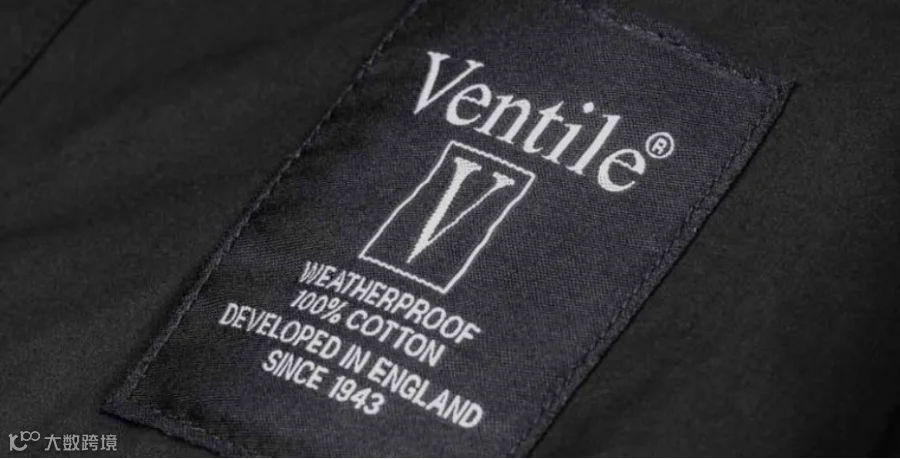 Ventile®
V
WEATHERPROOF
100% COTTON
DEVELOPED IN ENGLAND
SINCE 1943
大数跨境